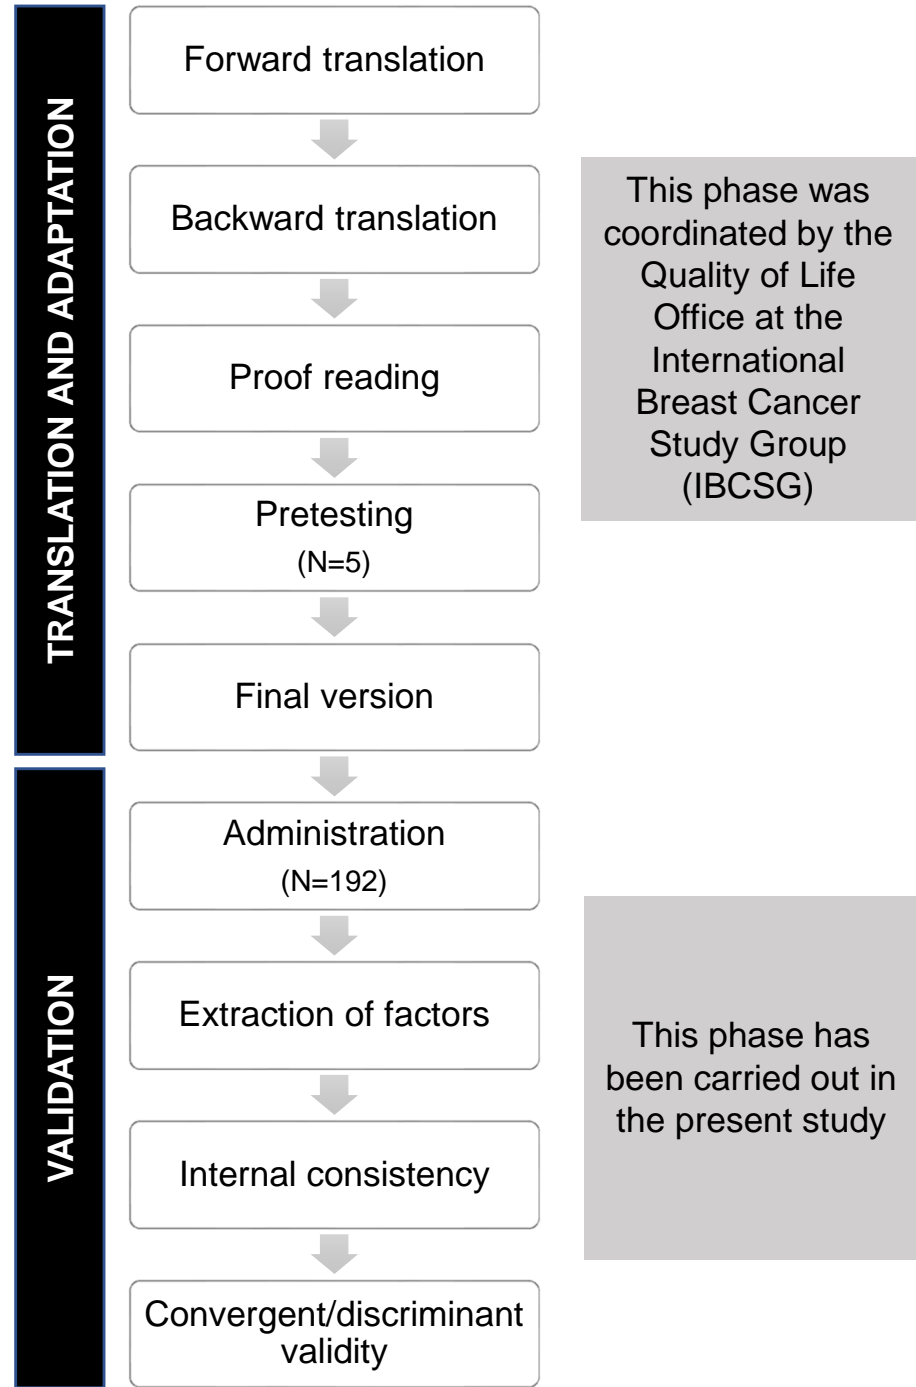 TRANSLATION AND ADAPTATION
Forward translation
Backward translation
Proof reading
Pretesting
(N=5)
Final version
This phase was
coordinated by the
Quality of Life
Office at the
International
Breast Cancer
Study Group
(IBCSG)
VALIDATION
Administration
(N=192)
Extraction of factors
Internal consistency
Convergent/discriminant
validity
This phase has
been carried out in
the present study